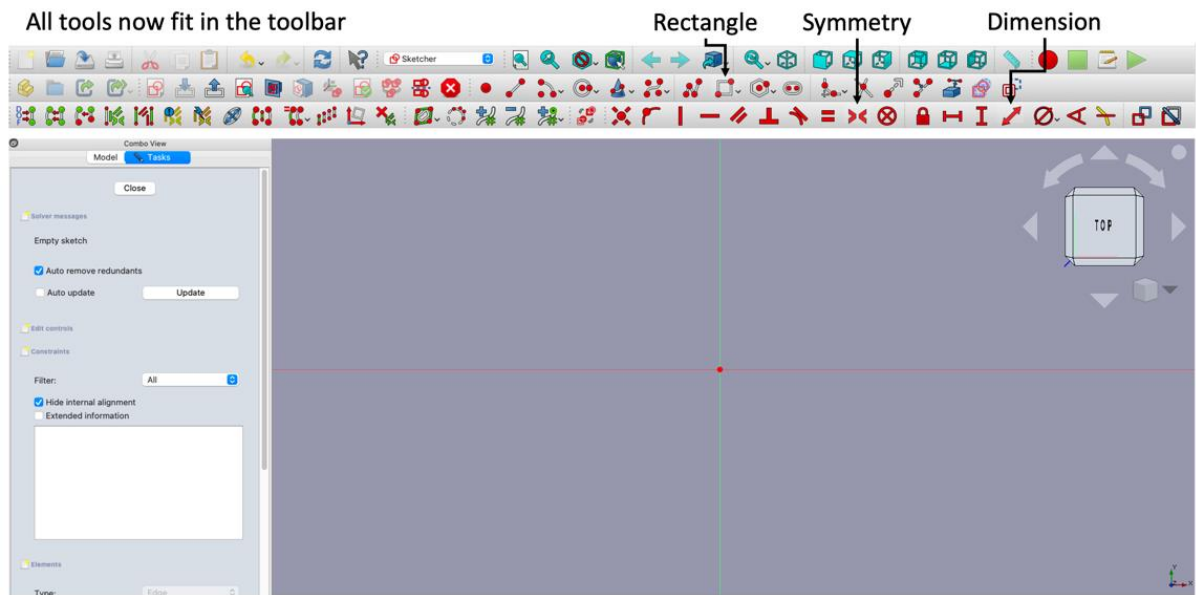 All tools now fit in the toolbar
Rectangle
Symmetry
Dimension
Sketcher
Combo View
Model
Tasks
Close
Solver messages
Empty sketch
Auto remove redundants
Auto update
Update
Edit controls
Constraints
Filter:
All
Hide internal alignment
Extended information
Elements
Type:
Edge
TOP
Y
Z
X